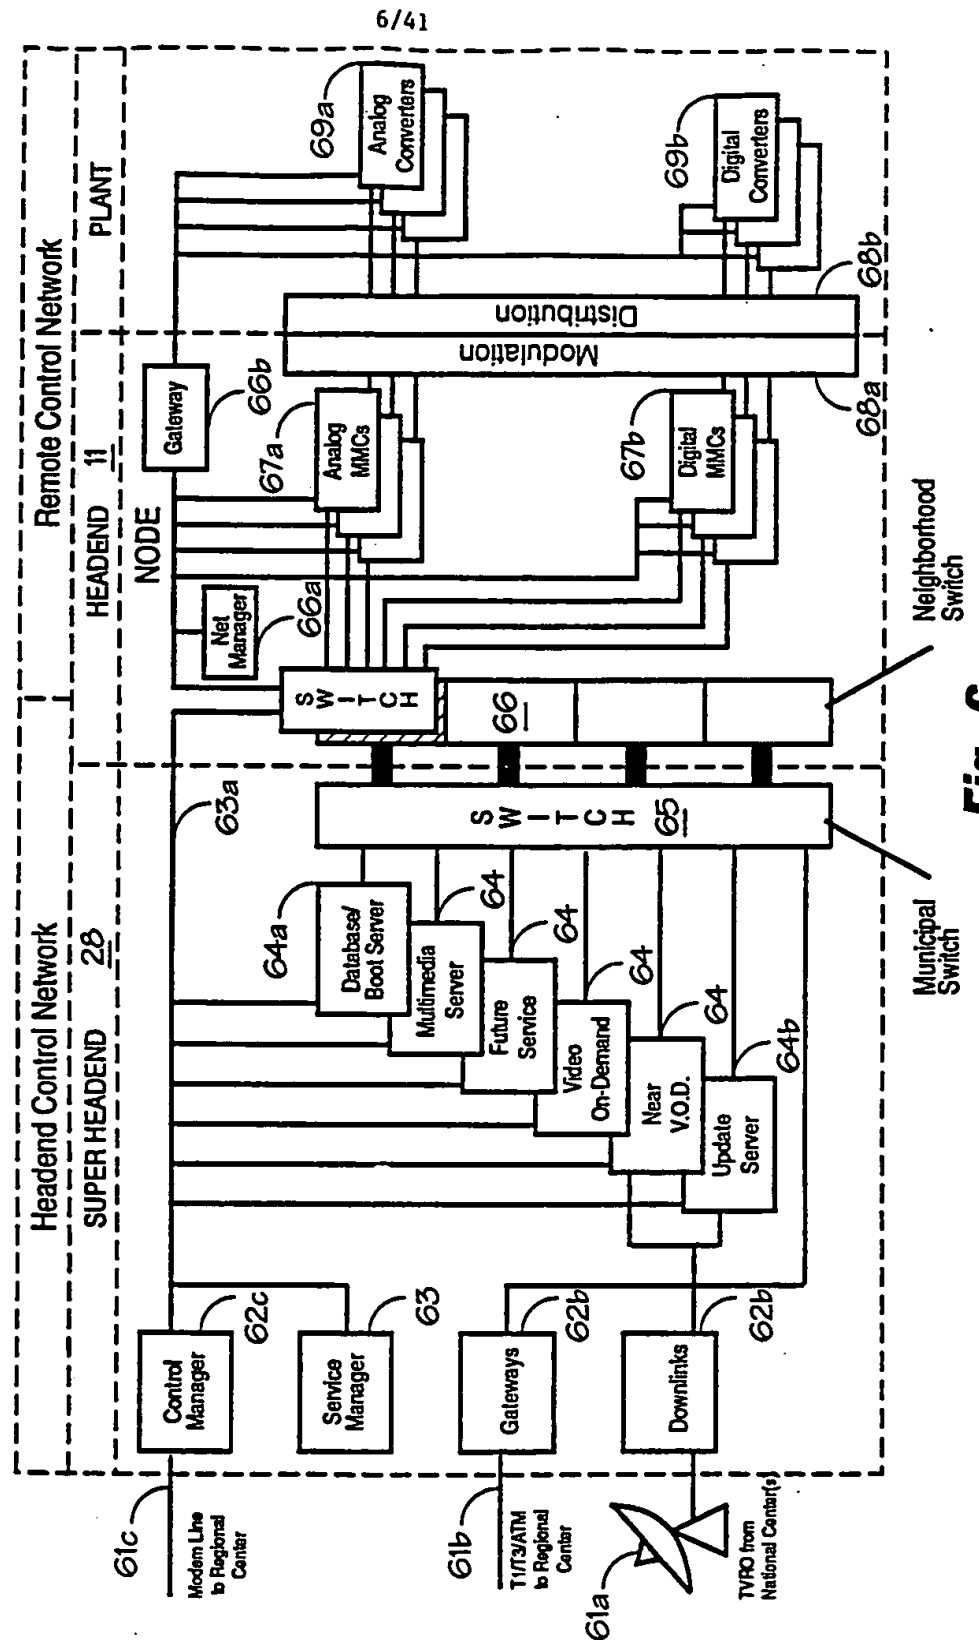 6/41
Headend Control Network
Remote Control Network
SUPER HEADEND 28
HEADEND 11
PLANT
NODE
61c
Modem Line
to Regional
Center
Control
Manager
62c
63a
Service
Manager
63
61b
T1/T3/ATM
to Regional
Center
Gateways
62b
61a
TVRO from
National Center(s)
Downlinks
62b
64a
Database/
Boot Server
Multimedia
Server
64
Future
Service
64
Video
On-Demand
64
Near
V.O.D.
64
Update
Server
64b
SWITCH
65
Municipal
Switch
SWITCH
66
Neighborhood
Switch
Net
Manager
66a
Gateway
66b
67a
Analog
MMCs
67b
Digital
MMCs
Modulation
68a
Distribution
68b
69a
Analog
Converters
69b
Digital
Converters